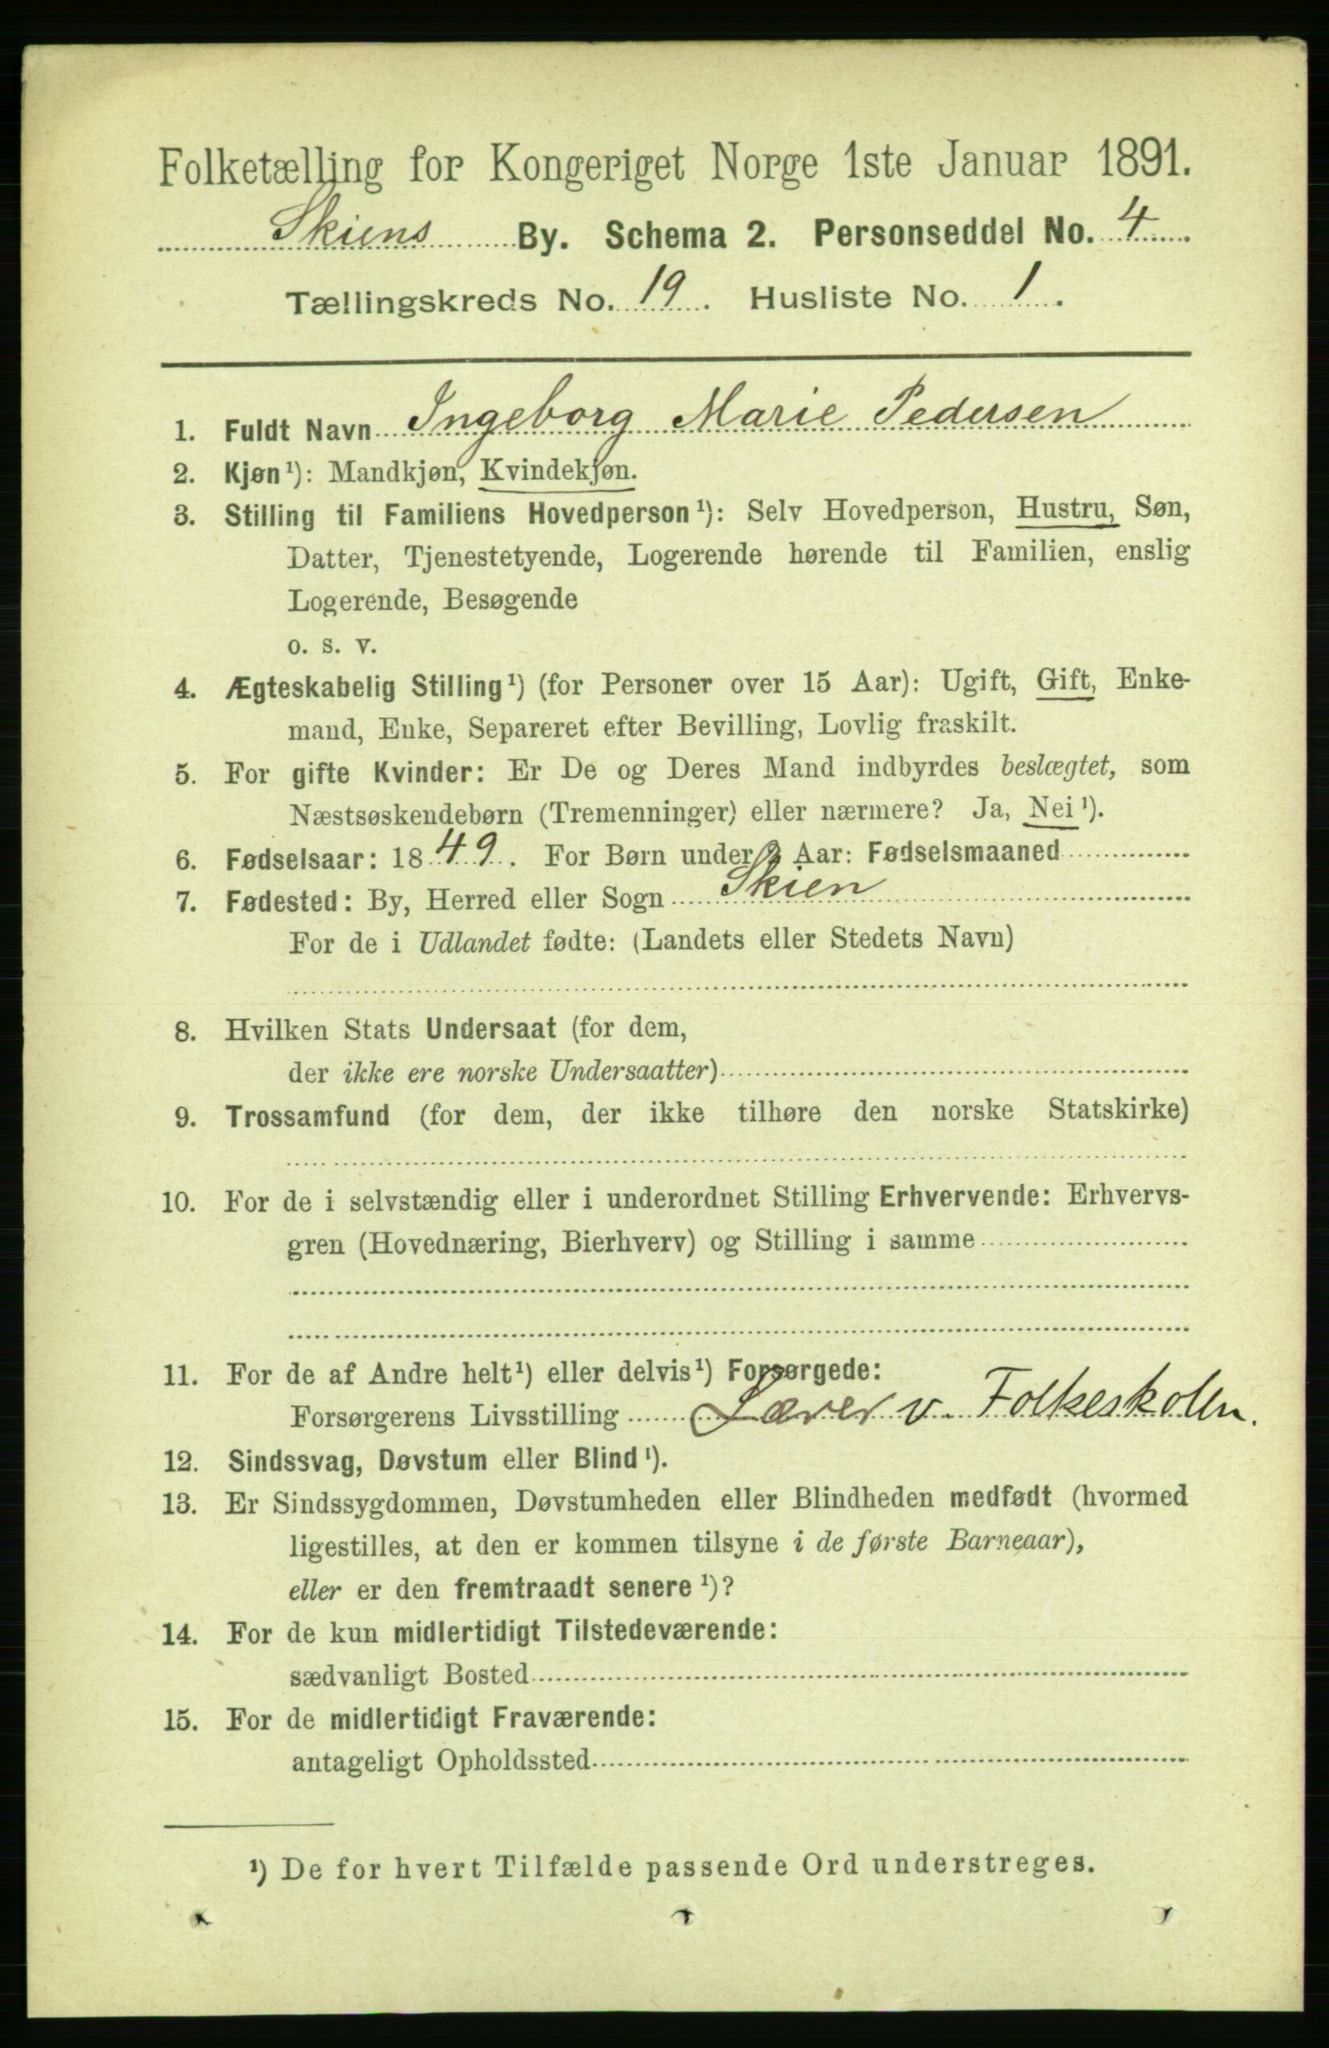 Folketælling for Kongeriget Norge 1ste Januar 1891.
Skiens By. Schema 2. Personseddel No. 4
Tællingskreds No. 19. Husliste No. 1.
1. Fuldt Navn Ingeborg Marie Pedersen
2. Kjøn¹): Mandkjøn, Kvindekjøn.
3. Stilling til Familiens Hovedperson¹): Selv Hovedperson, Hustru, Søn,
Datter, Tjenestetyende, Logerende hørende til Familien, enslig
Logerende, Besøgende
o. s. v.
4. Ægteskabelig Stilling¹) (for Personer over 15 Aar): Ugift, Gift, Enke-
mand, Enke, Separeret efter Bevilling, Lovlig fraskilt.
5. For gifte Kvinder: Er De og Deres Mand indbyrdes beslægtet, som
Næstsøskendebørn (Tremenninger) eller nærmere? Ja, Nei¹).
6. Fødselsaar: 1849. For Børn under 2 Aar: Fødselsmaaned
7. Fødested: By, Herred eller Sogn Skien
For de i Udlandet fødte: (Landets eller Stedets Navn)
8. Hvilken Stats Undersaat (for dem,
der ikke ere norske Undersaatter)
9. Trossamfund (for dem, der ikke tilhøre den norske Statskirke)
10. For de i selvstændig eller i underordnet Stilling Erhvervende: Erhvervs-
gren (Hovednæring, Bierhverv) og Stilling i samme
11. For de af Andre helt¹) eller delvis¹) Forsørgede:
Forsørgerens Livsstilling Lærer v. Folkeskolen.
12. Sindssvag, Døvstum eller Blind¹).
13. Er Sindssygdommen, Døvstumheden eller Blindheden medfødt (hvormed
ligestilles, at den er kommen tilsyne i de første Barneaar),
eller er den fremtraadt senere¹)?
14. For de kun midlertidigt Tilstedeværende:
sædvanligt Bosted
15. For de midlertidigt Fraværende:
antageligt Opholdssted
¹) De for hvert Tilfælde passende Ord understreges.